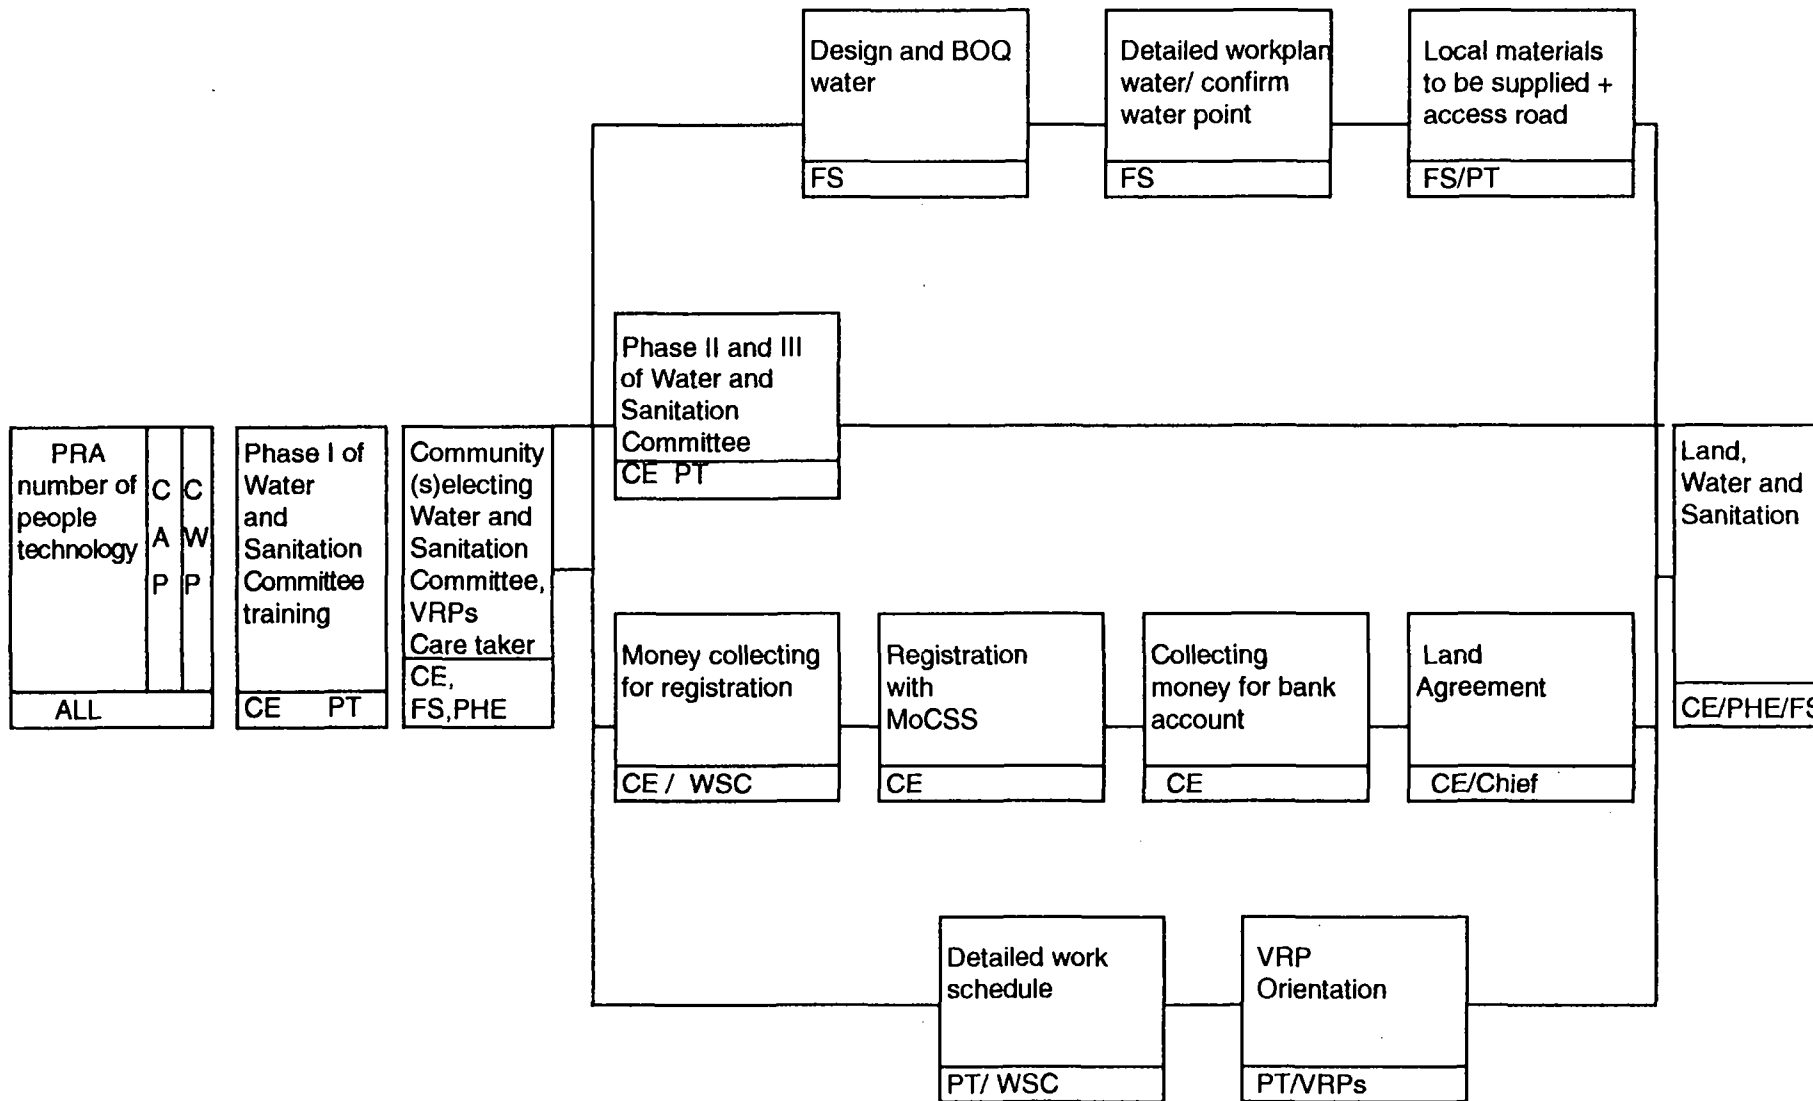 Design and BOQ
water
FS
Detailed workplan
water/ confirm
water point
FS
Local materials
to be supplied +
access road
FS/PT
Phase II and III
of Water and
Sanitation
Committee
CE PT
PRA
number of
people
technology
C
A
P
C
W
P
ALL
Phase I of
Water
and
Sanitation
Committee
training
CE PT
Community
(s)electing
Water and
Sanitation
Committee,
VRPs
Care taker
CE,
FS,PHE
Land,
Water and
Sanitation
CE/PHE/FS
Money collecting
for registration
CE / WSC
Registration
with
MoCSS
CE
Collecting
money for bank
account
CE
Land
Agreement
CE/Chief
Detailed work
schedule
PT/ WSC
VRP
Orientation
PT/VRPs